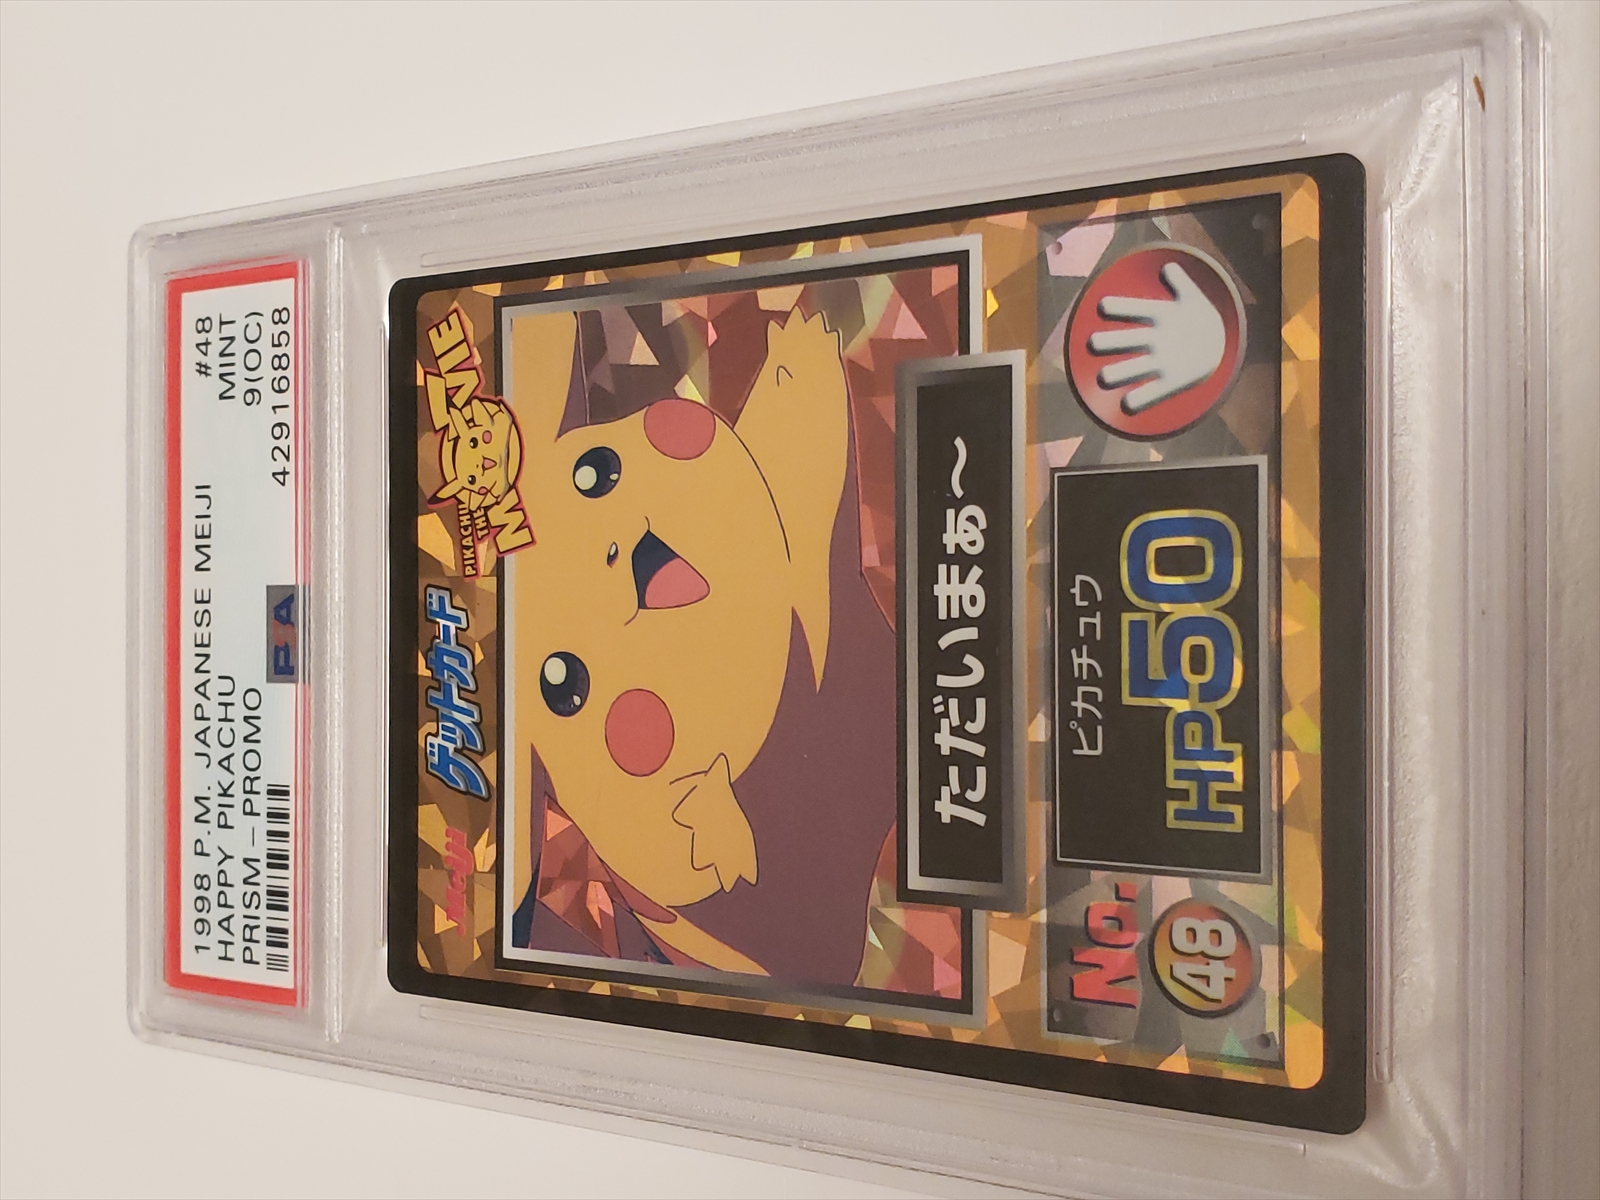 1998 P.M. JAPANESE MEIJI #48
HAPPY PIKACHU MINT
PRISM-PROMO 9(OC)
PSA 42916858
meiji ゲットカード PIKACHU
THE
MOVIE
ただいまぁ〜
No.
48
ピカチュウ
HP50